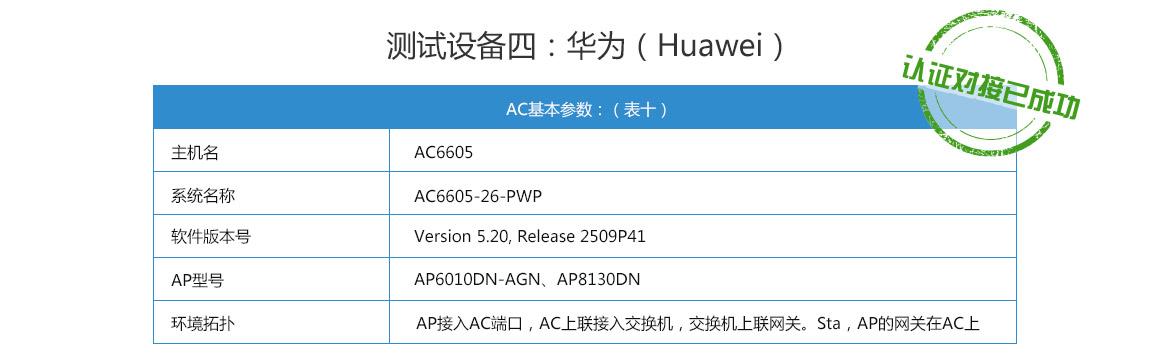 测试设备四：华为（Huawei）
认证对接已成功
AC基本参数：（表十）
主机名 AC6605
系统名称 AC6605-26-PWP
软件版本号 Version 5.20, Release 2509P41
AP型号 AP6010DN-AGN、AP8130DN
环境拓扑 AP接入AC端口，AC上联接入交换机，交换机上联网关。Sta，AP的网关在AC上